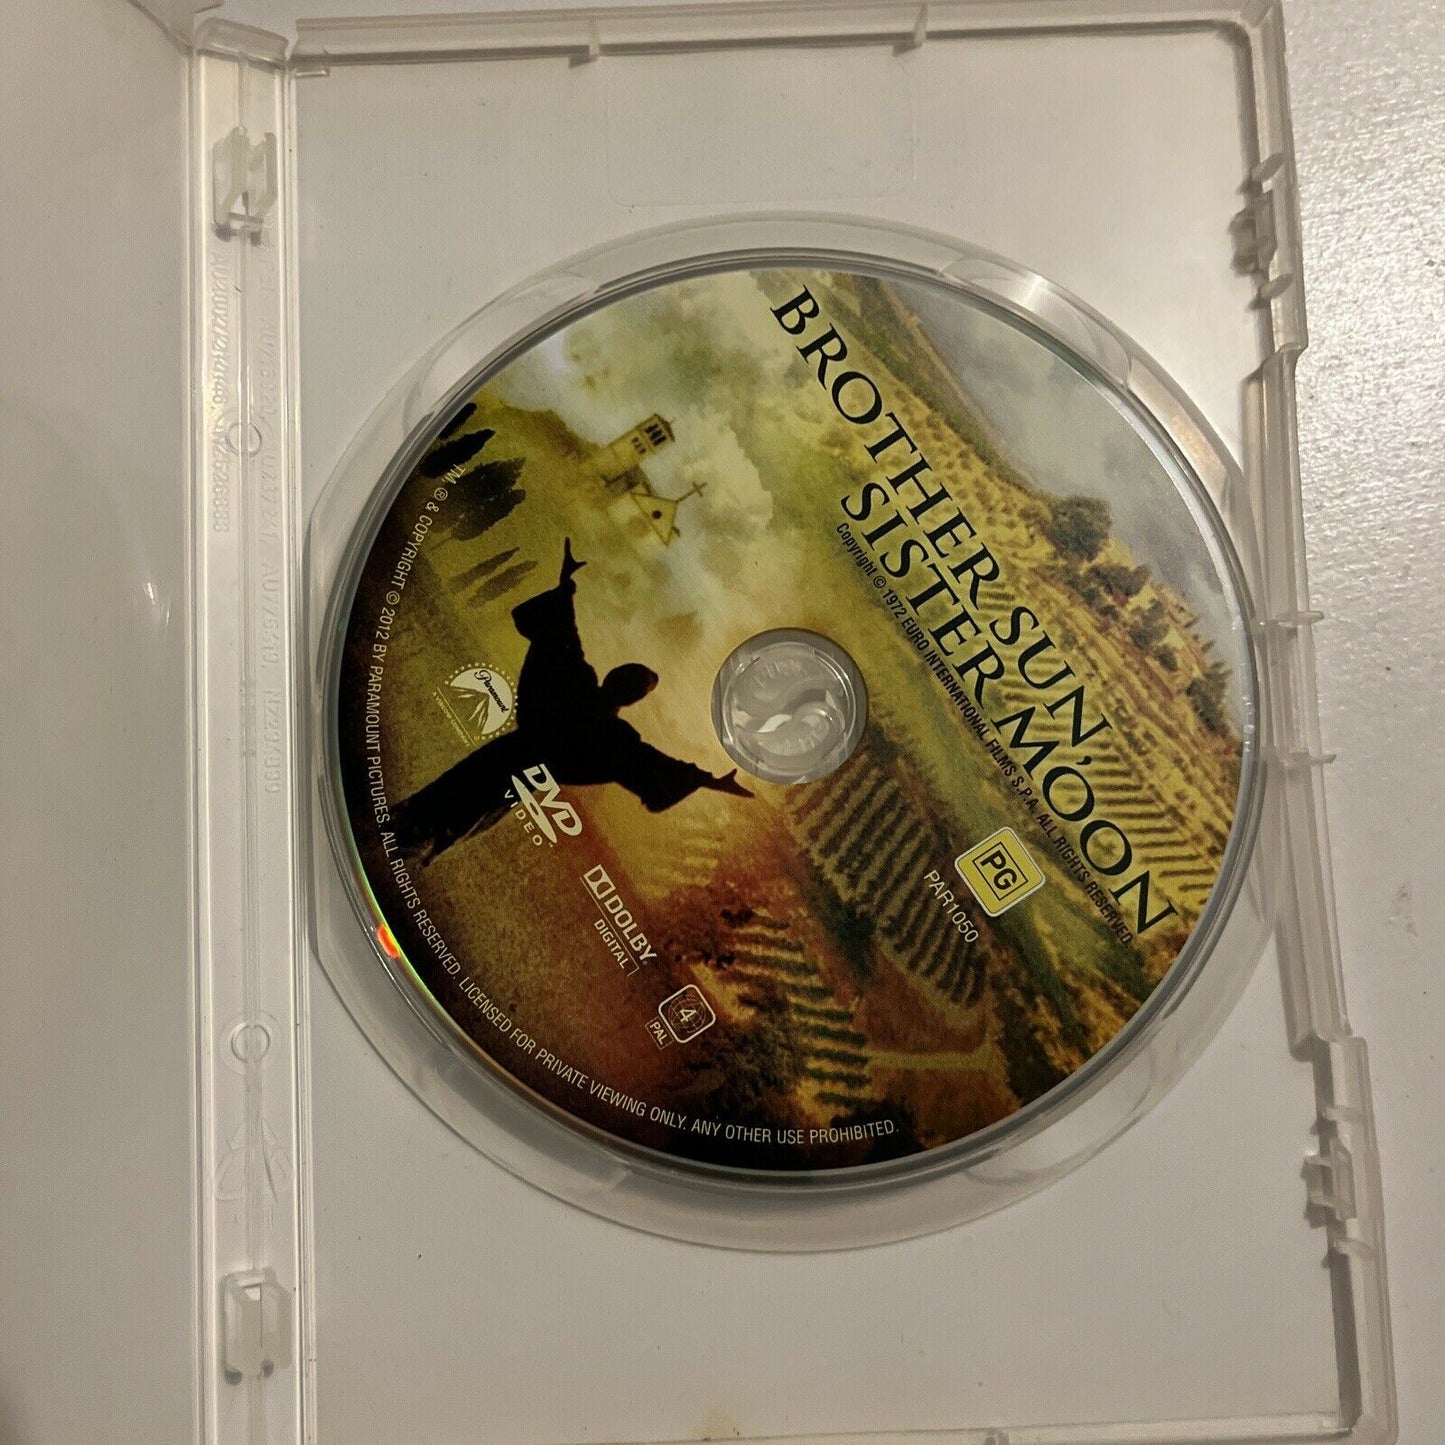 BROTHER SUN,
SISTER MOON
Copyright © 1972 EURO INTERNATIONAL FILMS S.P.A. ALL RIGHTS RESERVED.
PG
PAR1050
Paramount
DVD
VIDEO
DOLBY
DIGITAL
4
PAL
TM, ® & COPYRIGHT © 2012 BY PARAMOUNT PICTURES. ALL RIGHTS RESERVED. LICENSED FOR PRIVATE VIEWING ONLY. ANY OTHER USE PROHIBITED.